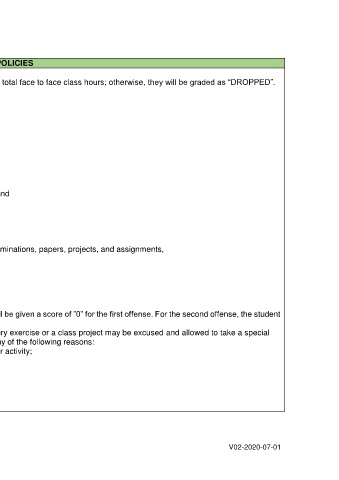 POLICIES
total face to face class hours; otherwise, they will be graded as “DROPPED”.
nd
minations, papers, projects, and assignments,
l be given a score of “0” for the first offense. For the second offense, the student
ry exercise or a class project may be excused and allowed to take a special
y of the following reasons:
r activity;
V02-2020-07-01